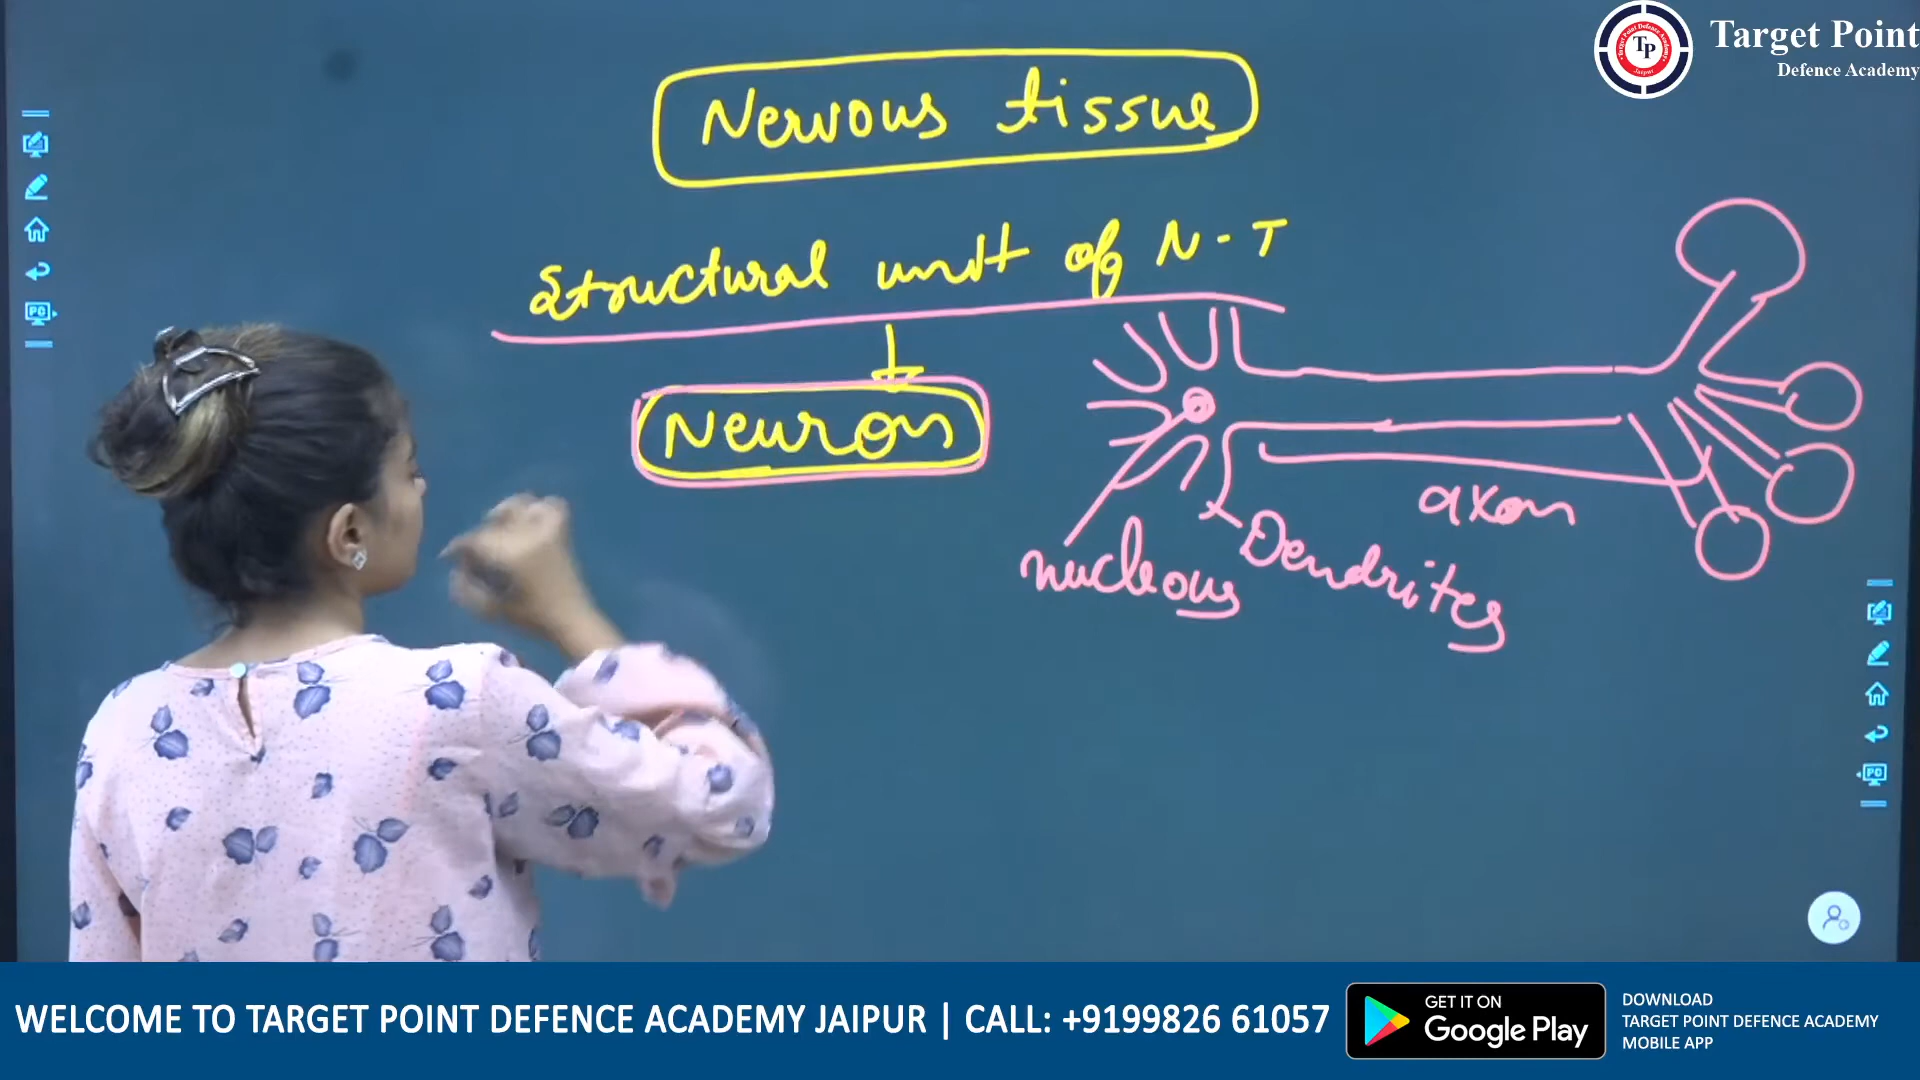 TP
Target Point
Defence Academy
Nervous tissue
Structural unit of N-T
Neuron
axon
Dendrites
nucleous
WELCOME TO TARGET POINT DEFENCE ACADEMY JAIPUR | CALL: +9199826 61057
GET IT ON
Google Play
DOWNLOAD
TARGET POINT DEFENCE ACADEMY
MOBILE APP